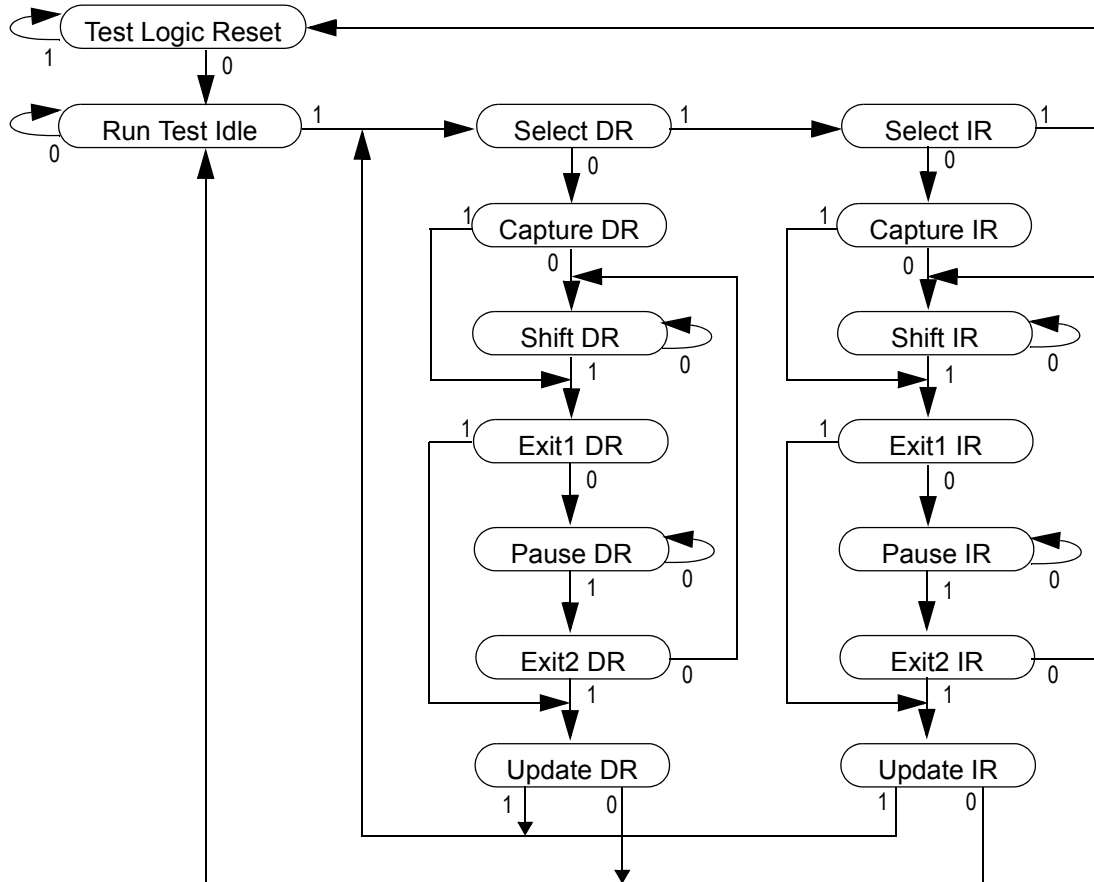 Test Logic Reset
1
0
Run Test Idle
1
0
Select DR
1
0
Select IR
1
0
1
Capture DR
0
1
Capture IR
0
Shift DR
0
1
Shift IR
0
1
1
Exit1 DR
0
1
Exit1 IR
0
Pause DR
0
1
Pause IR
0
1
Exit2 DR
0
1
Exit2 IR
0
1
Update DR
1
0
Update IR
1
0